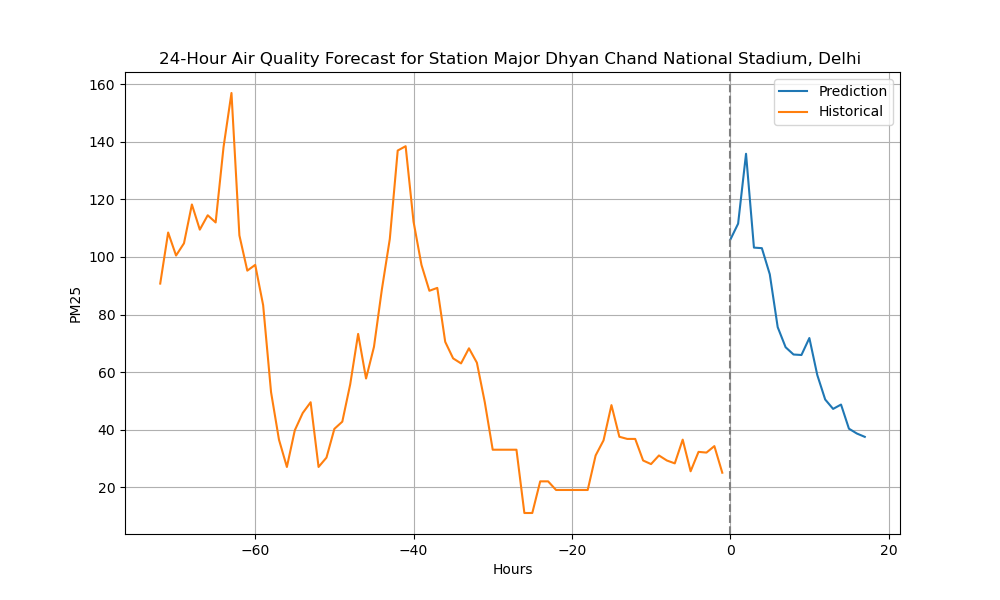 24-Hour Air Quality Forecast for Station Major Dhyan Chand National Stadium, Delhi
Prediction
Historical
160
140
120
100
80
60
40
20
PM25
−60
−40
−20
0
20
Hours